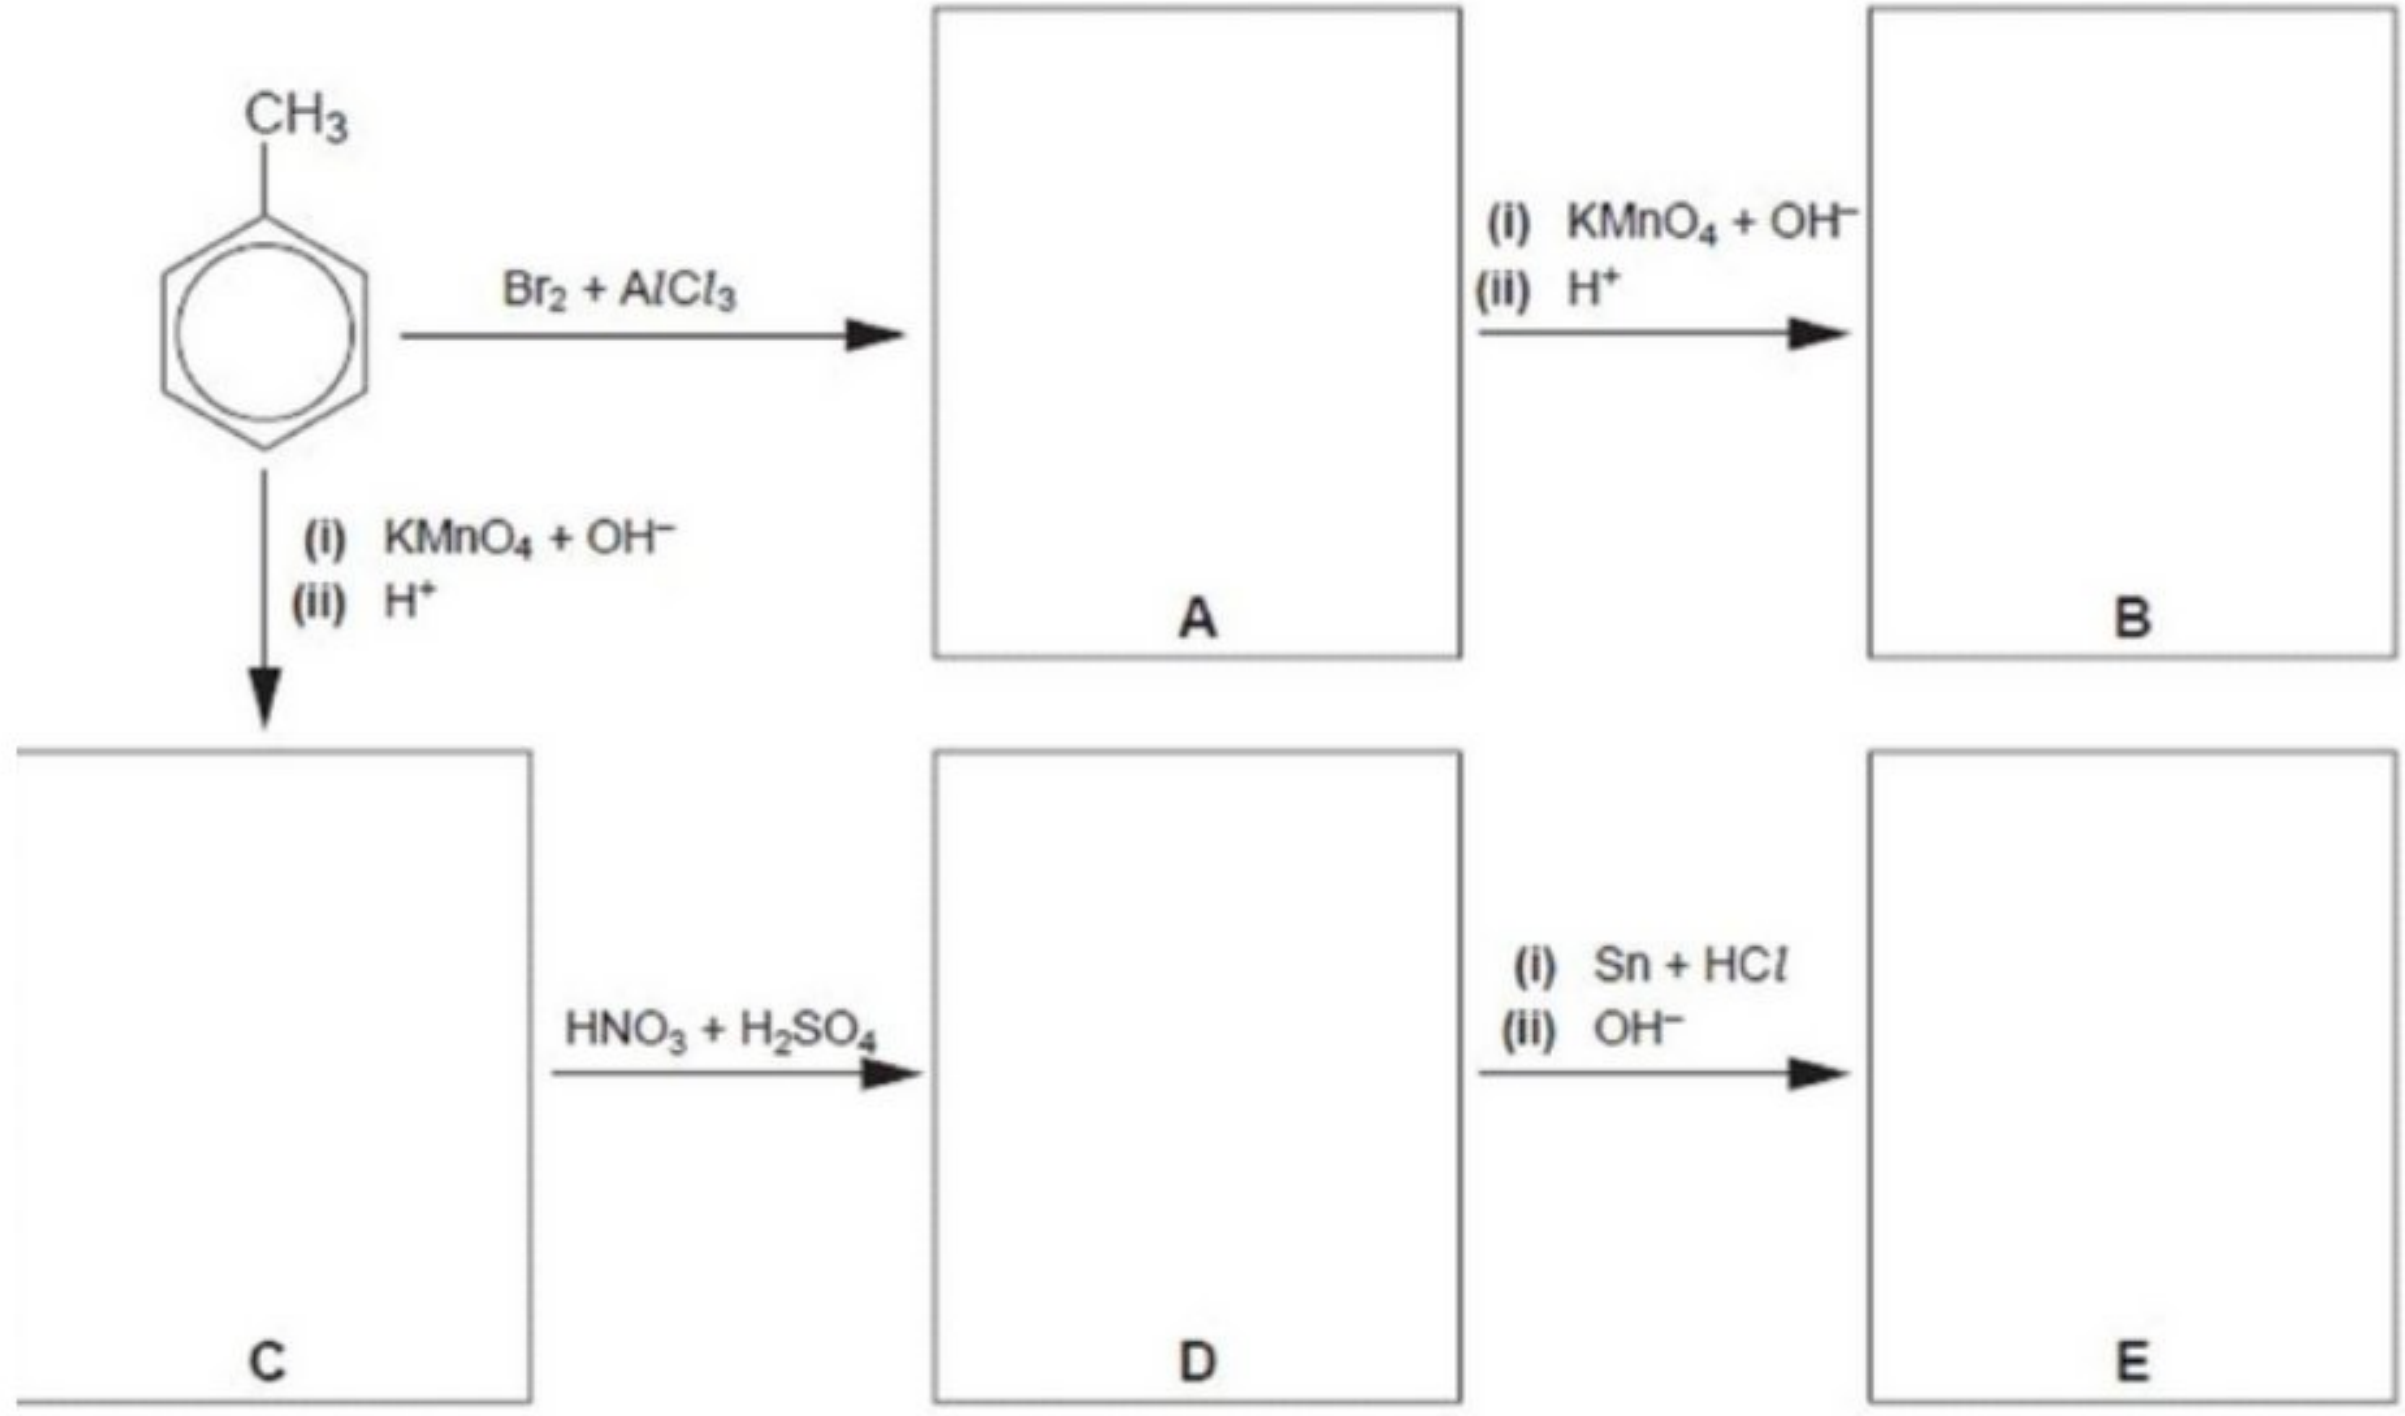 CH₃
Br₂ + AlCl₃
(i) KMnO₄ + OH⁻
(ii) H⁺
A
B
(i) KMnO₄ + OH⁻
(ii) H⁺
HNO₃ + H₂SO₄
(i) Sn + HCl
(ii) OH⁻
C
D
E